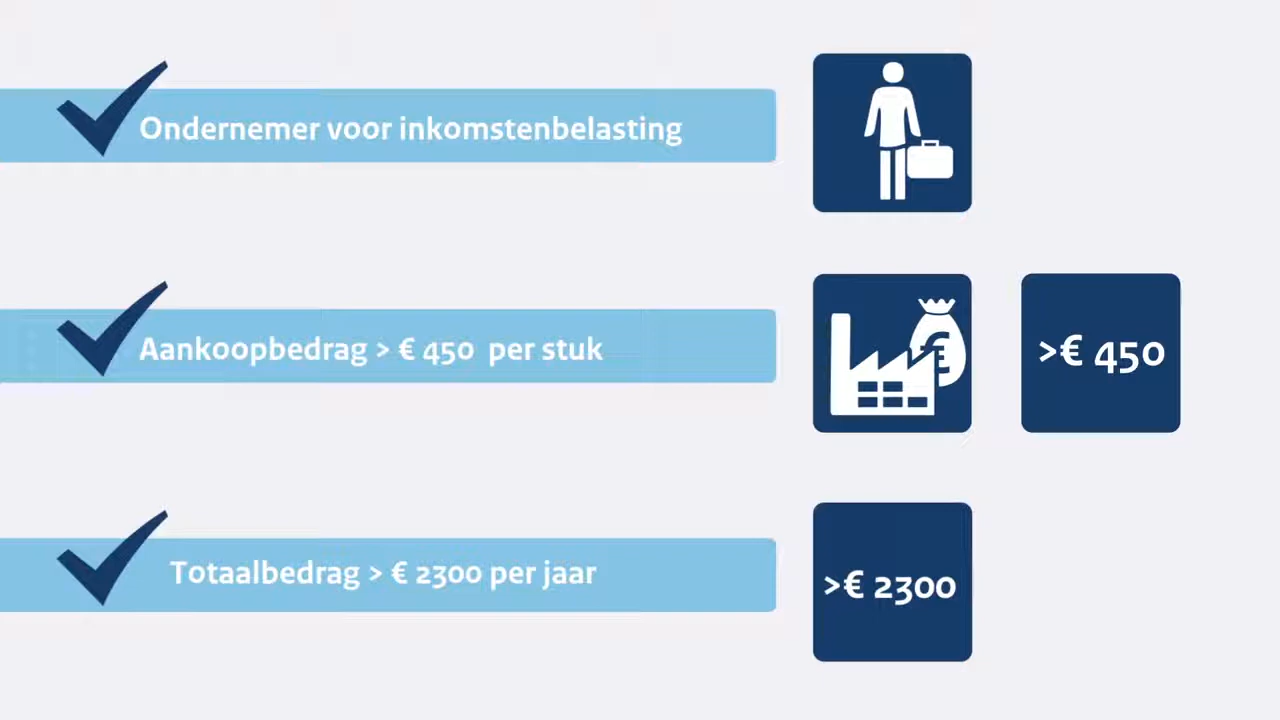 Ondernemer voor inkomstenbelasting
Aankoopbedrag > € 450 per stuk
>€ 450
Totaalbedrag > € 2300 per jaar
>€ 2300